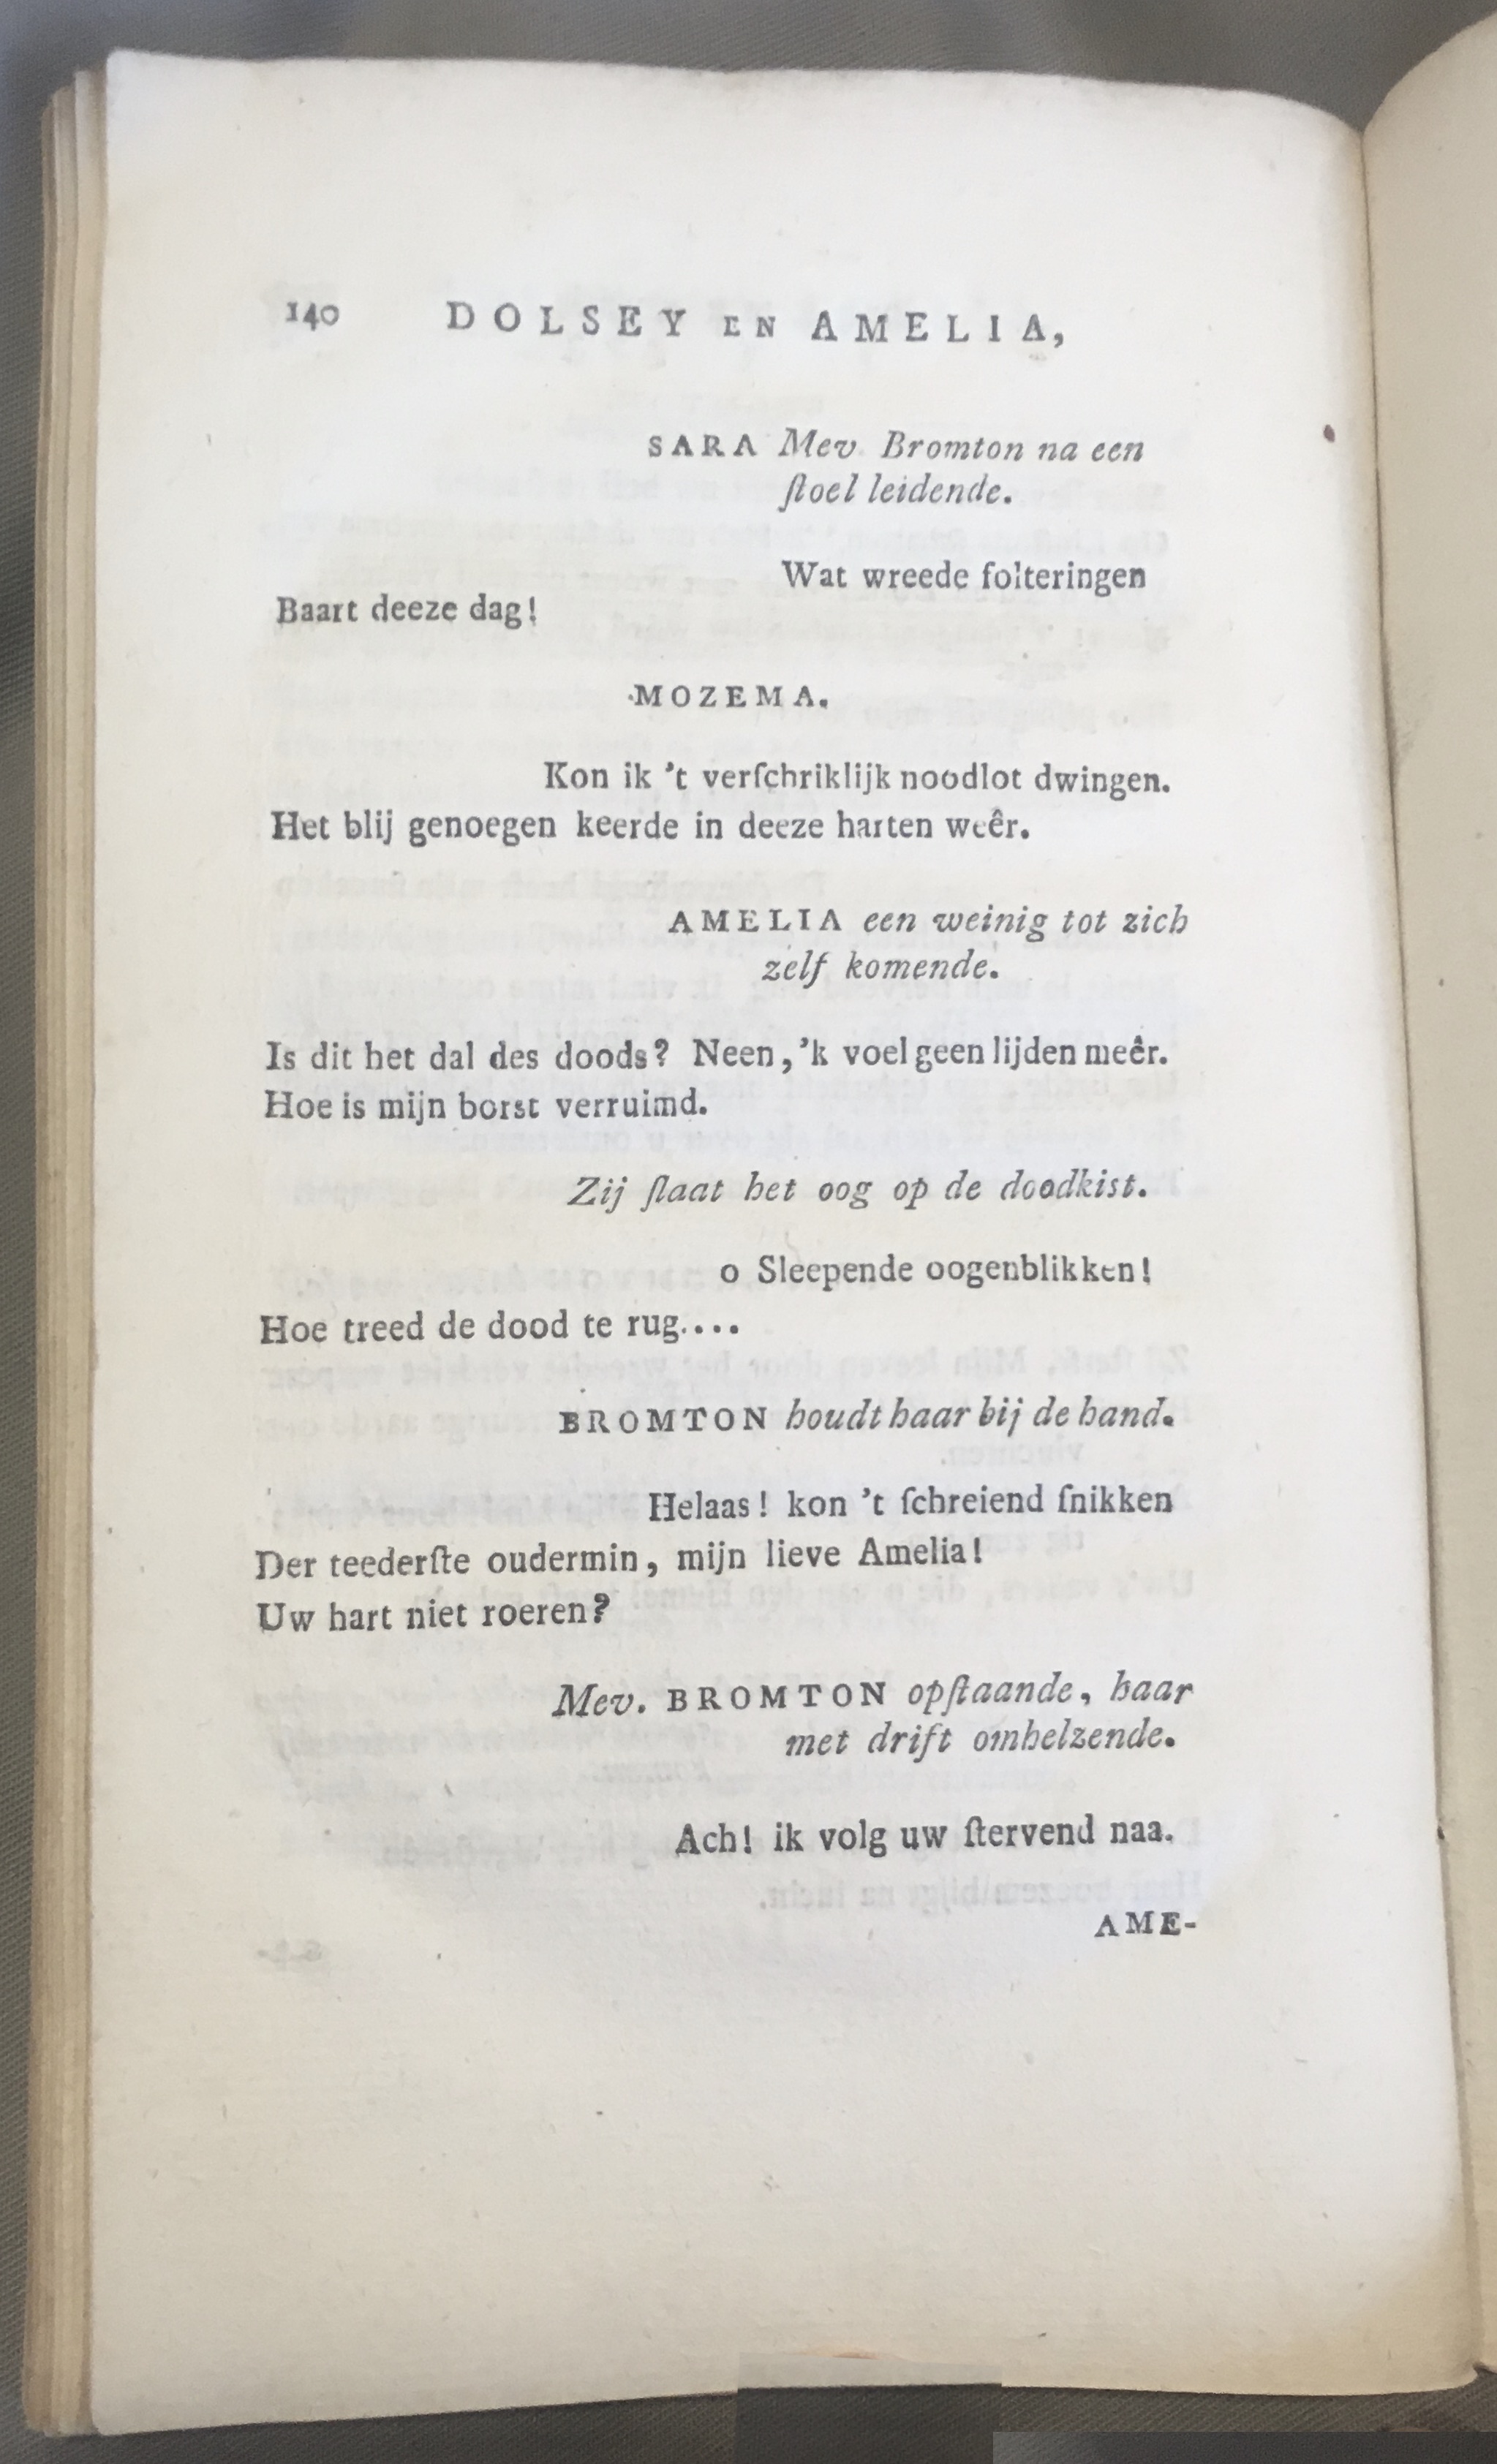 140 DOLSEY EN AMELIA,
SARA Mev Bromton na een
ſtoel leidende.
Wat wreede folteringen
Baart deeze dag!
MOZEMA.
Kon ik 't verſchriklijk noodlot dwingen.
Het blij genoegen keerde in deeze harten weêr.
AMELIA een weinig tot zich
zelf komende.
Is dit het dal des doods? Neen, 'k voel geen lijden meêr.
Hoe is mijn borst verruimd.
Zij ſlaat het oog op de doodkist.
o Sleepende oogenblikken!
Hoe treed de dood te rug....
BROMTON houdt haar bij de hand.
Helaas! kon 't ſchreiend ſnikken
Der teederſte oudermin, mijn lieve Amelia!
Uw hart niet roeren?
Mev. BROMTON opſtaande, haar
met drift omhelzende.
Ach! ik volg uw ſtervend naa.
AME-